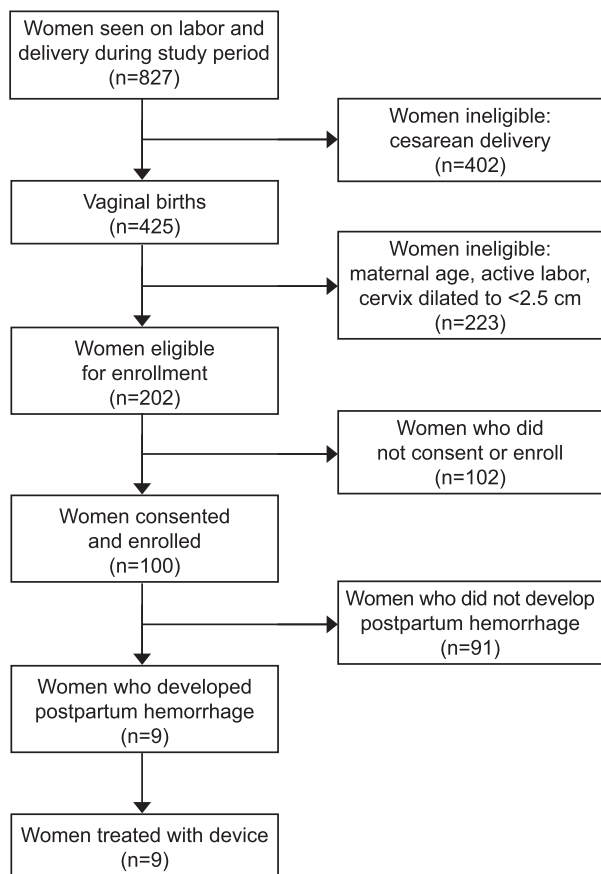 Women seen on labor and
delivery during study period
(n=827)
Women ineligible:
cesarean delivery
(n=402)
Vaginal births
(n=425)
Women ineligible:
maternal age, active labor,
cervix dilated to <2.5 cm
(n=223)
Women eligible
for enrollment
(n=202)
Women who did
not consent or enroll
(n=102)
Women consented
and enrolled
(n=100)
Women who did not develop
postpartum hemorrhage
(n=91)
Women who developed
postpartum hemorrhage
(n=9)
Women treated with device
(n=9)